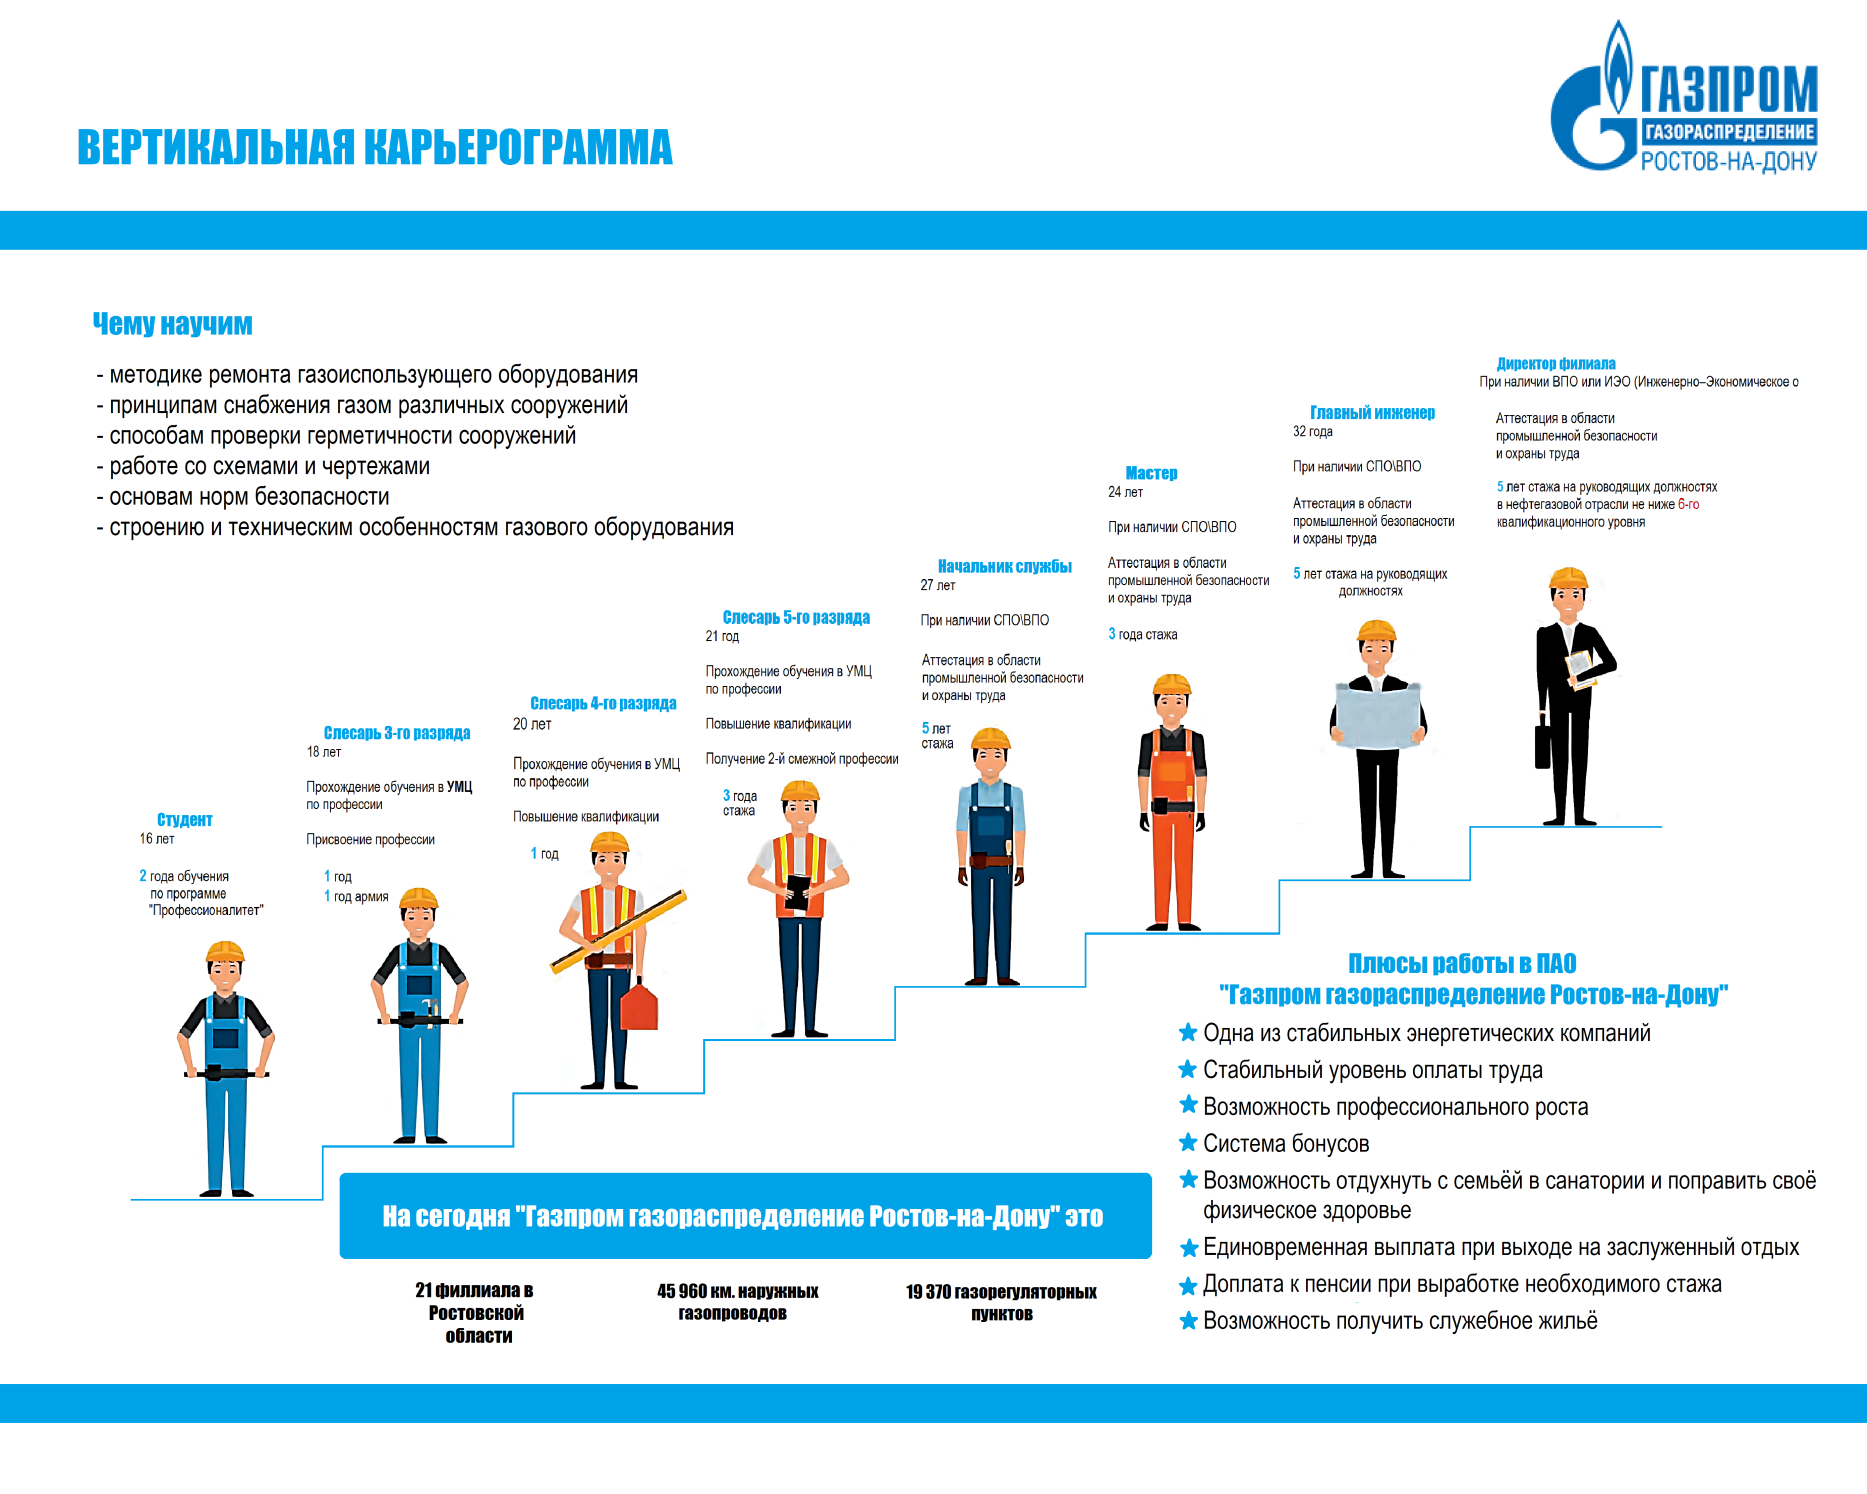 ВЕРТИКАЛЬНАЯ КАРЬЕРОГРАММА
ГАЗПРОМ
ГАЗОРАСПРЕДЕЛЕНИЕ
РОСТОВ-НА-ДОНУ
Чему научим
- методике ремонта газоиспользующего оборудования
- принципам снабжения газом различных сооружений
- способам проверки герметичности сооружений
- работе со схемами и чертежами
- основам норм безопасности
- строению и техническим особенностям газового оборудования
Студент
16 лет
2 года обучения
по программе
"Профессионалитет"
Слесарь 3-го разряда
18 лет
Прохождение обучения в УМЦ
по профессии
Присвоение профессии
1 год
1 год армия
Слесарь 4-го разряда
20 лет
Прохождение обучения в УМЦ
по профессии
Повышение квалификации
1 год
Слесарь 5-го разряда
21 год
Прохождение обучения в УМЦ
по профессии
Повышение квалификации
Получение 2-й смежной профессии
3 года
стажа
Начальник службы
27 лет
При наличии СПО\ВПО
Аттестация в области
промышленной безопасности
и охраны труда
5 лет
стажа
Мастер
24 лет
При наличии СПО\ВПО
Аттестация в области
промышленной безопасности
и охраны труда
3 года стажа
Главный инженер
32 года
При наличии СПО\ВПО
Аттестация в области
промышленной безопасности
и охраны труда
5 лет стажа на руководящих
должностях
Директор филиала
При наличии ВПО или ИЭО (Инженерно–Экономическое о
Аттестация в области
промышленной безопасности
и охраны труда
5 лет стажа на руководящих должностях
в нефтегазовой отрасли не ниже 6-го
квалификационного уровня
Плюсы работы в ПАО
"Газпром газораспределение Ростов-на-Дону"
Одна из стабильных энергетических компаний
Стабильный уровень оплаты труда
Возможность профессионального роста
Система бонусов
Возможность отдухнуть с семьёй в санатории и поправить своё
физическое здоровье
Единовременная выплата при выходе на заслуженный отдых
Доплата к пенсии при выработке необходимого стажа
Возможность получить служебное жильё
На сегодня "Газпром газораспределение Ростов-на-Дону" это
21 филлиала в
Ростовской
области
45 960 км. наружных
газопроводов
19 370 газорегуляторных
пунктов